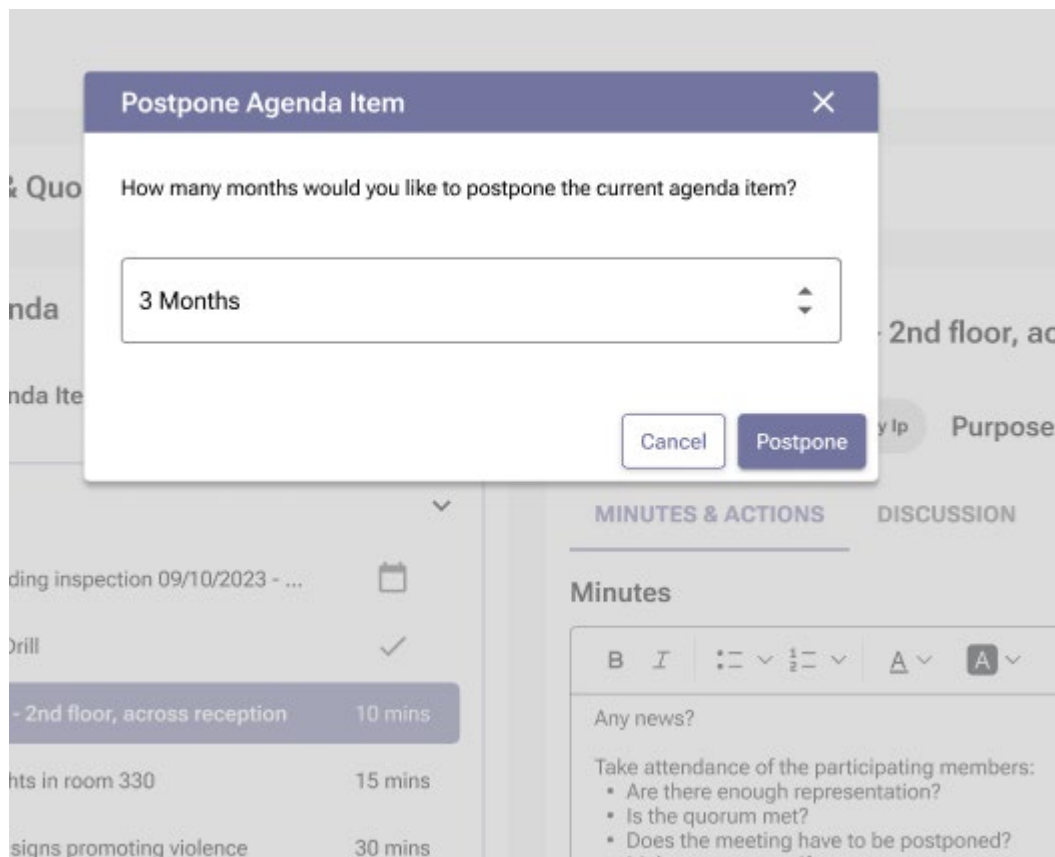 Postpone Agenda Item
How many months would you like to postpone the current agenda item?
3 Months
Cancel Postpone
& Quo
nda
nda Ite
2nd floor, ac
y Ip Purpose
MINUTES & ACTIONS DISCUSSION
ding inspection 09/10/2023 - ...
Drill
- 2nd floor, across reception 10 mins
hts in room 330 15 mins
signs promoting violence 30 mins
Minutes
B I A A
Any news?
Take attendance of the participating members:
• Are there enough representation?
• Is the quorum met?
• Does the meeting have to be postponed?